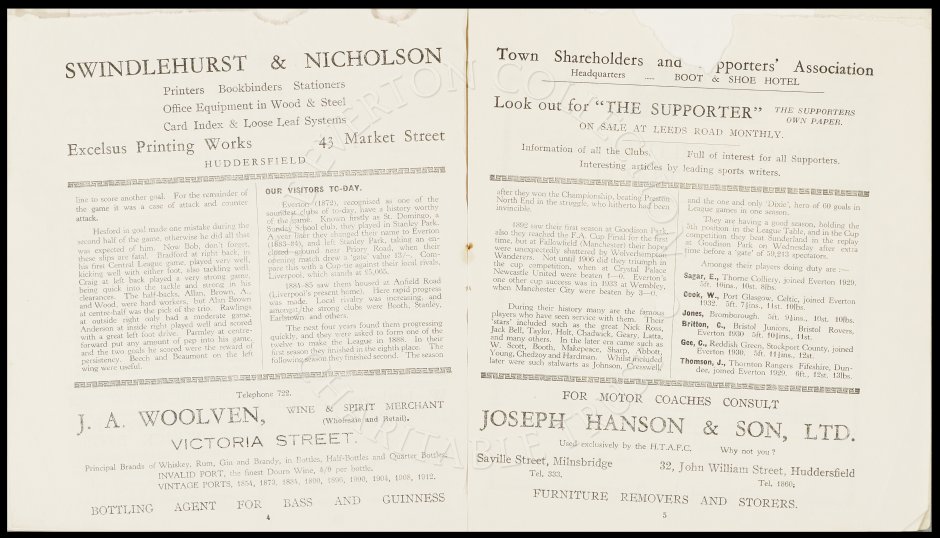 SWINDLEHURST & NICHOLSON
Printers Bookbinders Stationers
Office Equipment in Wood & Steel
Card Index & Loose Leaf Systems
Excelsus Printing Works 43 Market Street
HUDDERSFIELD
line to score another goal. For the remainder of
the game it was a case of attack and counter
attack.
Hesford in goal made one mistake during the
second half of the game, otherwise he did all that
was expected of him. Now Bob, don't forget,
these slips are fatal. Bradford at right back, in
his first Central League game, played very well,
kicking well with either foot, also tackling well.
Craig at left back played a very strong game,
being quick into the tackle and strong in his
clearances. The half-backs, Allan, Brown, A.,
and Wood, were hard workers, but Alan Brown
at centre-half was the pick of the trio. Rawlings
at outside right only had a moderate game.
Anderson at inside right played well and scored
with a great left foot drive. Parmley at centre-
forward put any amount of pep into his game,
and the two goals he scored were the reward of
persistency. Beech and Beaumont on the left
wing were useful.
OUR VISITORS TO-DAY.
Everton (1872), recognised as one of the
soundest clubs of to-day, have a history worthy
of the game. Known firstly as St. Domingo, a
Sunday School club, they played in Stanley Park.
A year later they changed their name to Everton
(1883-84), and left Stanley Park, taking an en-
closed ground near Priory Road, when their
opening match drew a 'gate' value 13/-. Com-
pare this with a Cup-tie against their local rivals,
Liverpool, which stands at £5,065.
1884-85 saw them housed at Anfield Road
(Liverpool's present home). Here rapid progress
was made. Local rivalry was increasing, and
amongst the strong clubs were Bootle, Stanley,
Earlstown and others.
The next four years found them progressing
quickly, and they were asked to form one of the
twelve to make the League in 1888. In their
first season they finished in the eighth place. The
following season they finished second. The season
Telephone 722.
J. A. WOOLVEN, WINE & SPIRIT MERCHANT
(Wholesale and Retail).
VICTORIA STREET.
Principal Brands of Whiskey, Rum, Gin and Brandy, in Bottles, Half-Bottles and Quarter Bottles.
INVALID PORT, the finest Douro Wine, 4/9 per bottle.
VINTAGE PORTS, 1854, 1873, 1884, 1890, 1896, 1900, 1904, 1908, 1912.
BOTTLING AGENT FOR BASS AND GUINNESS
4
Town Shareholders and pporters' Association
Headquarters .... BOOT & SHOE HOTEL
Look out for "THE SUPPORTER" THE SUPPORTERS
OWN PAPER.
ON SALE AT LEEDS ROAD MONTHLY.
Information of all the Clubs. Full of interest for all Supporters.
Interesting articles by leading sports writers.
after they won the Championship, beating Preston
North End in the struggle, who hitherto had been
invincible.
1892 saw their first season at Goodison Park,
also they reached the F.A. Cup Final for the first
time, but at Fallowfield (Manchester) their hopes
were unexpectedly shattered by Wolverhampton
Wanderers. Not until 1906 did they triumph in
the cup competition, when at Crystal Palace
Newcastle United were beaten 1—0. Everton's
one other cup success was in 1933 at Wembley,
when Manchester City were beaten by 3—0.
During their history many are the famous
players who have seen service with them. Their
'stars' included such as the great Nick Ross,
Jack Bell, Taylor, Holt, Chadwick, Geary, Latta,
and many others. In the later era came such as
W. Scott, Booth, Makepeace, Sharp, Abbott,
Young, Chedzoy and Hardman. Whilst included
later were such stalwarts as Johnson, Cresswell,
and the one and only 'Dixie', hero of 60 goals in
League games in one season.
They are having a good season, holding the
5th position in the League Table, and in the Cup
Competition they beat Sunderland in the replay
at Goodison Park on Wednesday after extra
time before a 'gate' of 59,213 spectators.
Amongst their players doing duty are :—
Sagar, E., Thorne Colliery, joined Everton 1929.
5ft. 10ins., 10st. 8lbs.
Cook, W., Port Glasgow, Celtic, joined Everton
1932. 5ft. 7½ins., 11st. 10lbs.
Jones, Bromborough. 5ft. 9½ins., 10st. 10lbs.
Britton, C., Bristol Juniors, Bristol Rovers,
Everton 1930. 5ft. 10½ins., 11st.
Gee, C., Reddish Green, Stockport County, joined
Everton 1930. 5ft. 11½ins., 12st.
Thomson, J., Thornton Rangers Fifeshire, Dun-
dee, joined Everton 1929. 6ft., 12st. 13lbs.
FOR MOTOR COACHES CONSULT
JOSEPH HANSON & SON, LTD.
Used exclusively by the H.T.A.F.C. Why not you ?
Saville Street, Milnsbridge 32, John William Street, Huddersfield
Tel. 333. Tel. 1860.
FURNITURE REMOVERS AND STORERS.
5
EVERTON COLLECTION
CHARITABLE TRUST